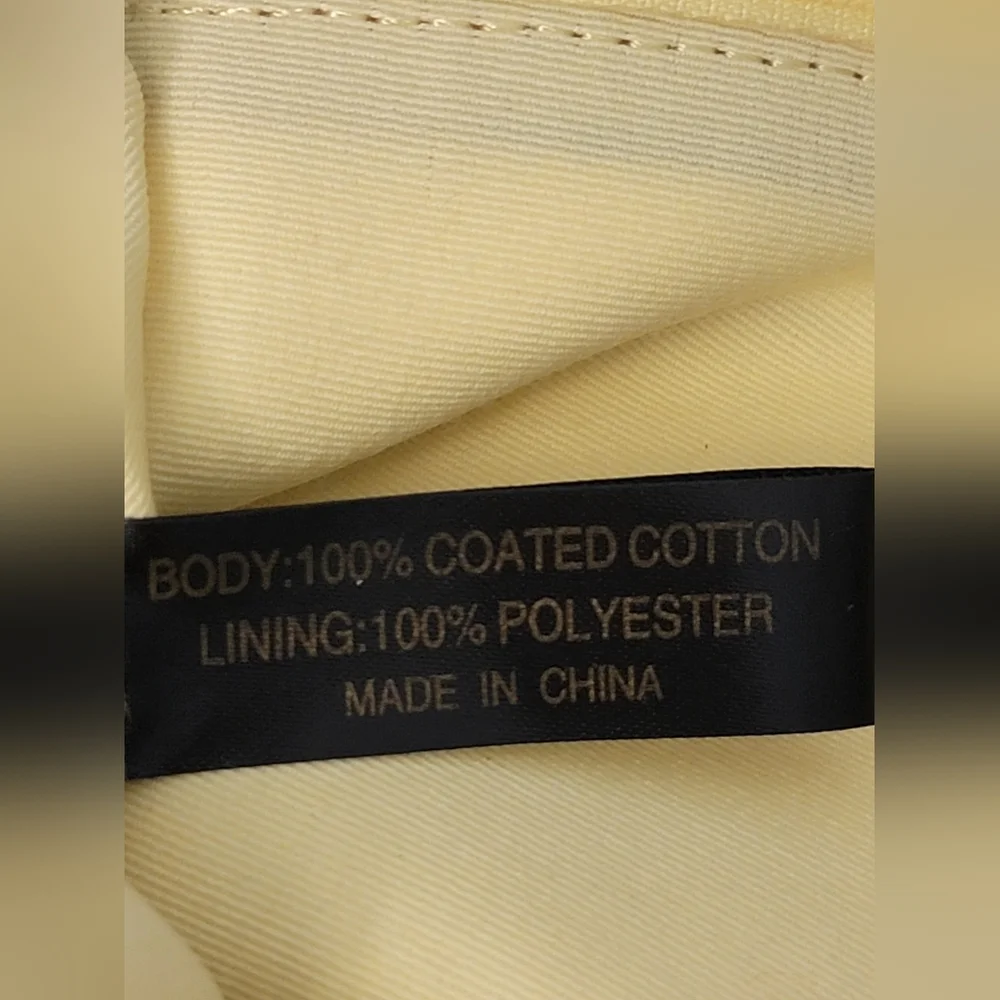 BODY:100% COATED COTTON
LINING:100% POLYESTER
MADE IN CHINA